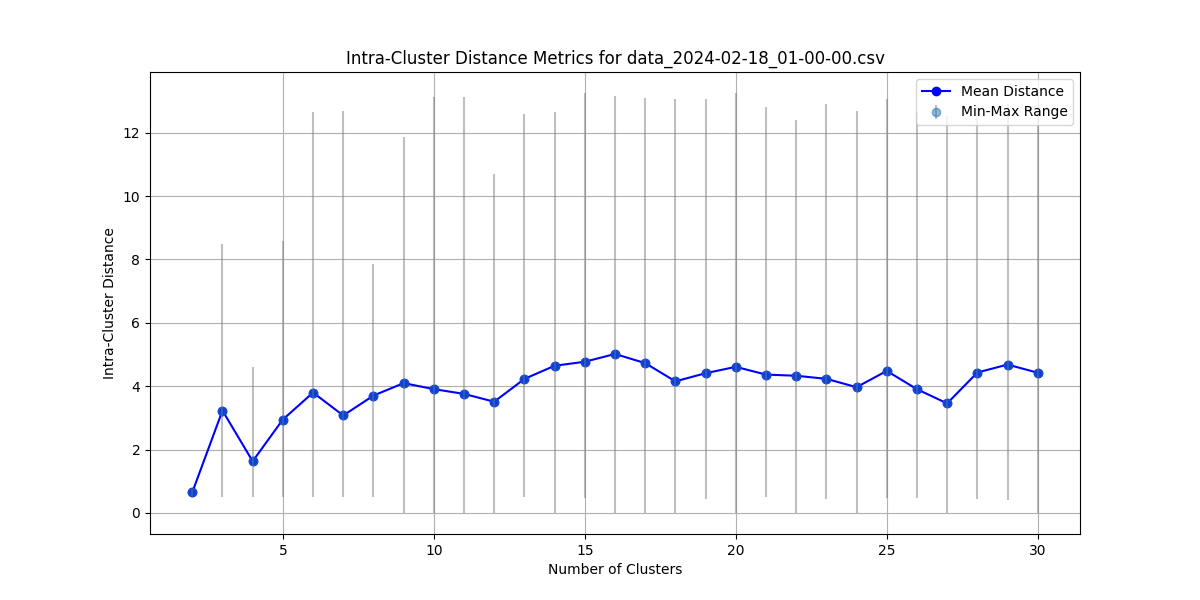 Intra-Cluster Distance Metrics for data_2024-02-18_01-00-00.csv
Mean Distance
Min-Max Range
Intra-Cluster Distance
12
10
8
6
4
2
0
5 10 15 20 25 30
Number of Clusters